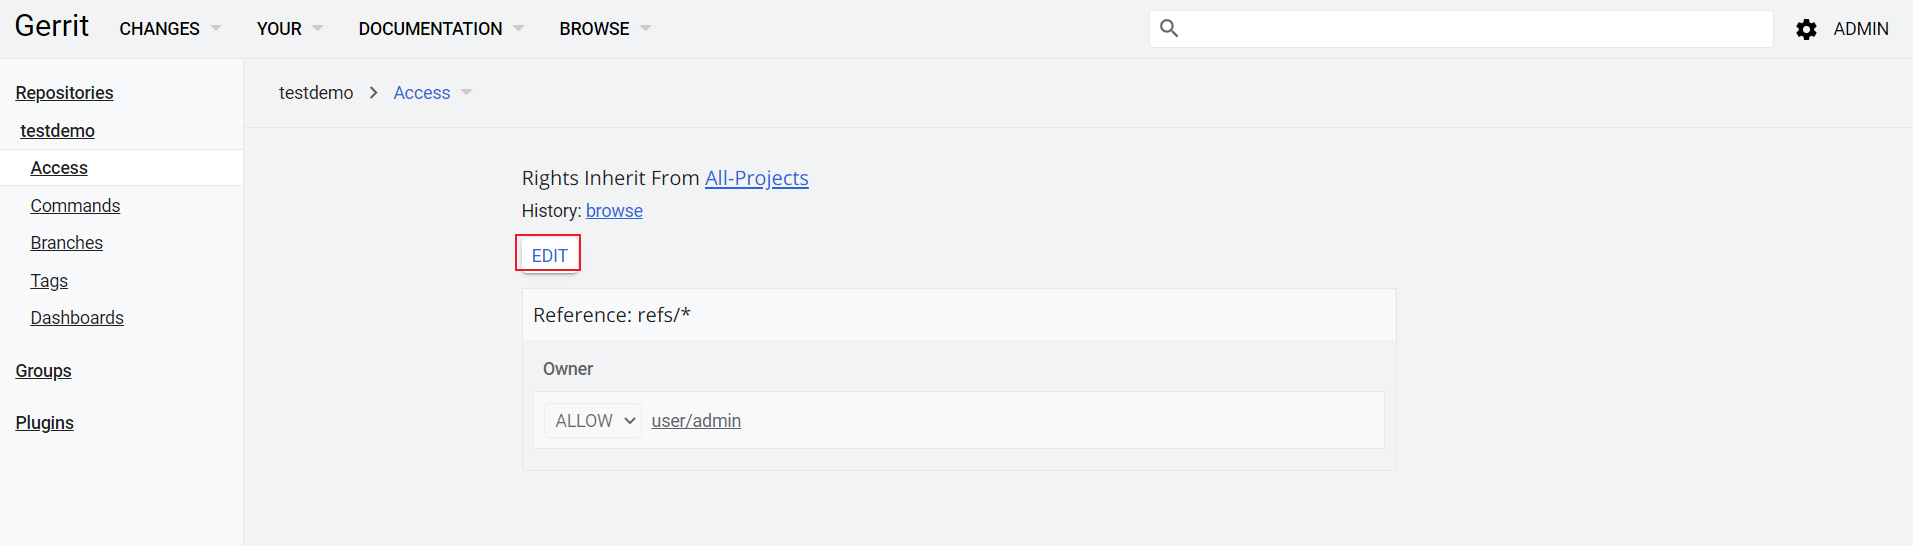 Gerrit CHANGES YOUR DOCUMENTATION BROWSE ADMIN
Repositories
testdemo
Access
Commands
Branches
Tags
Dashboards
Groups
Plugins
testdemo > Access
Rights Inherit From All-Projects
History: browse
EDIT
Reference: refs/*
Owner
ALLOW user/admin